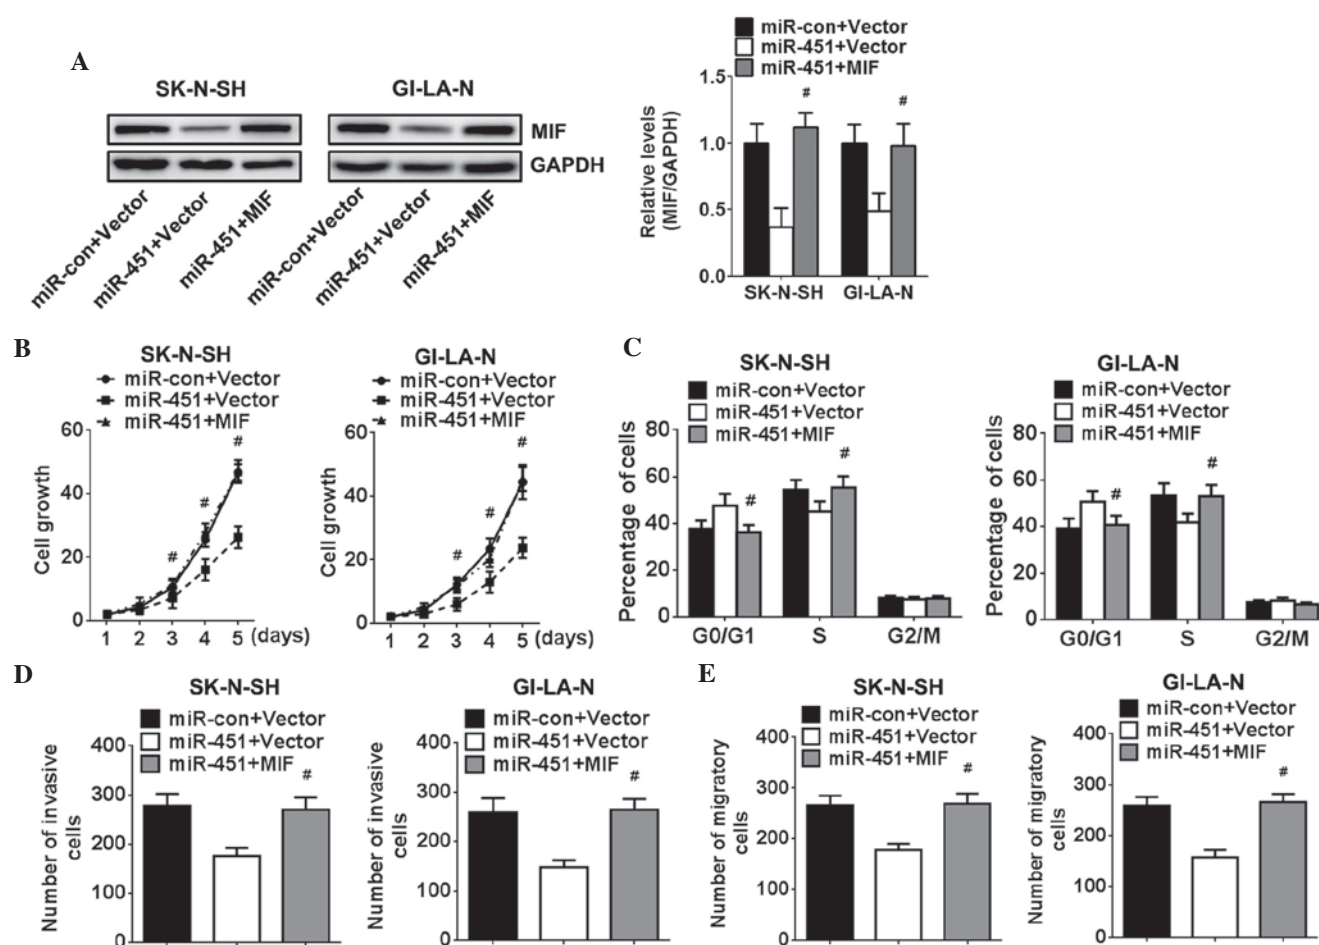 A
SK-N-SH
GI-LA-N
MIF
GAPDH
miR-con+Vector
miR-451+Vector
miR-451+MIF
miR-con+Vector
miR-451+Vector
miR-451+MIF
miR-con+Vector
miR-451+Vector
miR-451+MIF
Relative levels
(MIF/GAPDH)
1.5
1.0
0.5
0.0
# #
SK-N-SH GI-LA-N
B
SK-N-SH
miR-con+Vector
miR-451+Vector
miR-451+MIF
Cell growth
60
40
20
0
# # #
1 2 3 4 5 (days)
GI-LA-N
miR-con+Vector
miR-451+Vector
miR-451+MIF
Cell growth
60
40
20
0
# # #
1 2 3 4 5 (days)
C
SK-N-SH
miR-con+Vector
miR-451+Vector
miR-451+MIF
Percentage of cells
80
60
40
20
0
# #
G0/G1 S G2/M
GI-LA-N
miR-con+Vector
miR-451+Vector
miR-451+MIF
Percentage of cells
80
60
40
20
0
# #
G0/G1 S G2/M
D
SK-N-SH
miR-con+Vector
miR-451+Vector
miR-451+MIF
Number of invasive
cells
400
300
200
100
0
#
GI-LA-N
miR-con+Vector
miR-451+Vector
miR-451+MIF
Number of invasive
cells
400
300
200
100
0
#
E
SK-N-SH
miR-con+Vector
miR-451+Vector
miR-451+MIF
Number of migratory
cells
400
300
200
100
0
#
GI-LA-N
miR-con+Vector
miR-451+Vector
miR-451+MIF
Number of migratory
cells
400
300
200
100
0
#